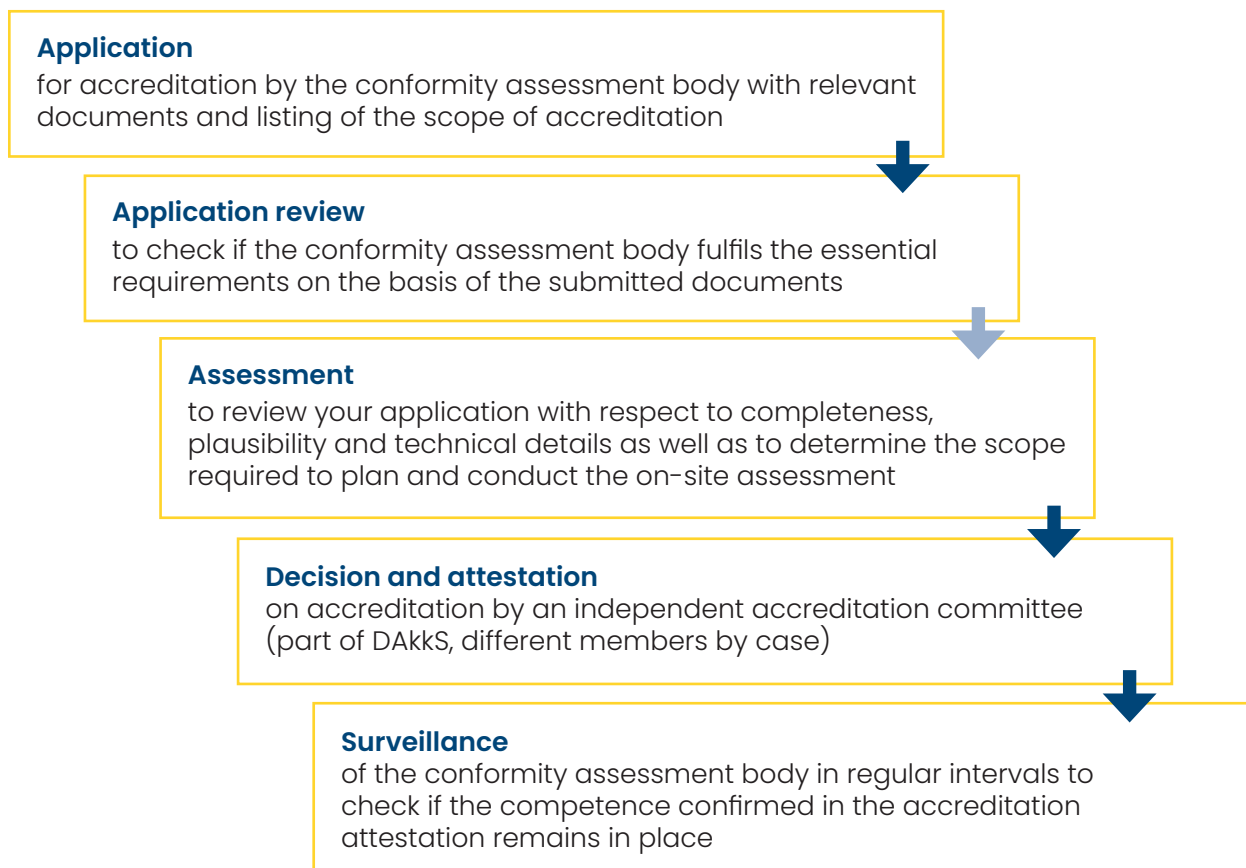 Application
for accreditation by the conformity assessment body with relevant
documents and listing of the scope of accreditation
Application review
to check if the conformity assessment body fulfils the essential
requirements on the basis of the submitted documents
Assessment
to review your application with respect to completeness,
plausibility and technical details as well as to determine the scope
required to plan and conduct the on-site assessment
Decision and attestation
on accreditation by an independent accreditation committee
(part of DAkkS, different members by case)
Surveillance
of the conformity assessment body in regular intervals to
check if the competence confirmed in the accreditation
attestation remains in place